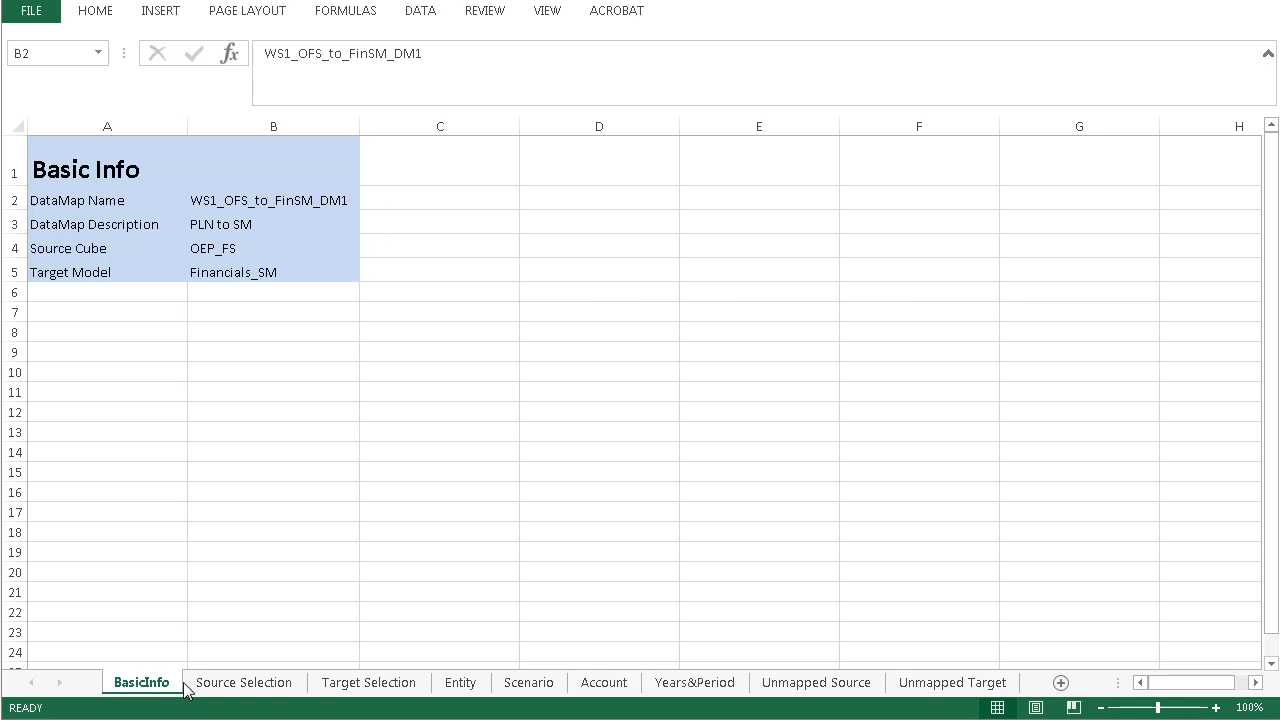 FILE HOME INSERT PAGE LAYOUT FORMULAS DATA REVIEW VIEW ACROBAT
B2 fx WS1_OFS_to_FinSM_DM1
A B C D E F G H
1 Basic Info
2 DataMap Name WS1_OFS_to_FinSM_DM1
3 DataMap Description PLN to SM
4 Source Cube OEP_FS
5 Target Model Financials_SM
6
7
8
9
10
11
12
13
14
15
16
17
18
19
20
21
22
23
24
BasicInfo Source Selection Target Selection Entity Scenario Account Years&Period Unmapped Source Unmapped Target
READY 100%